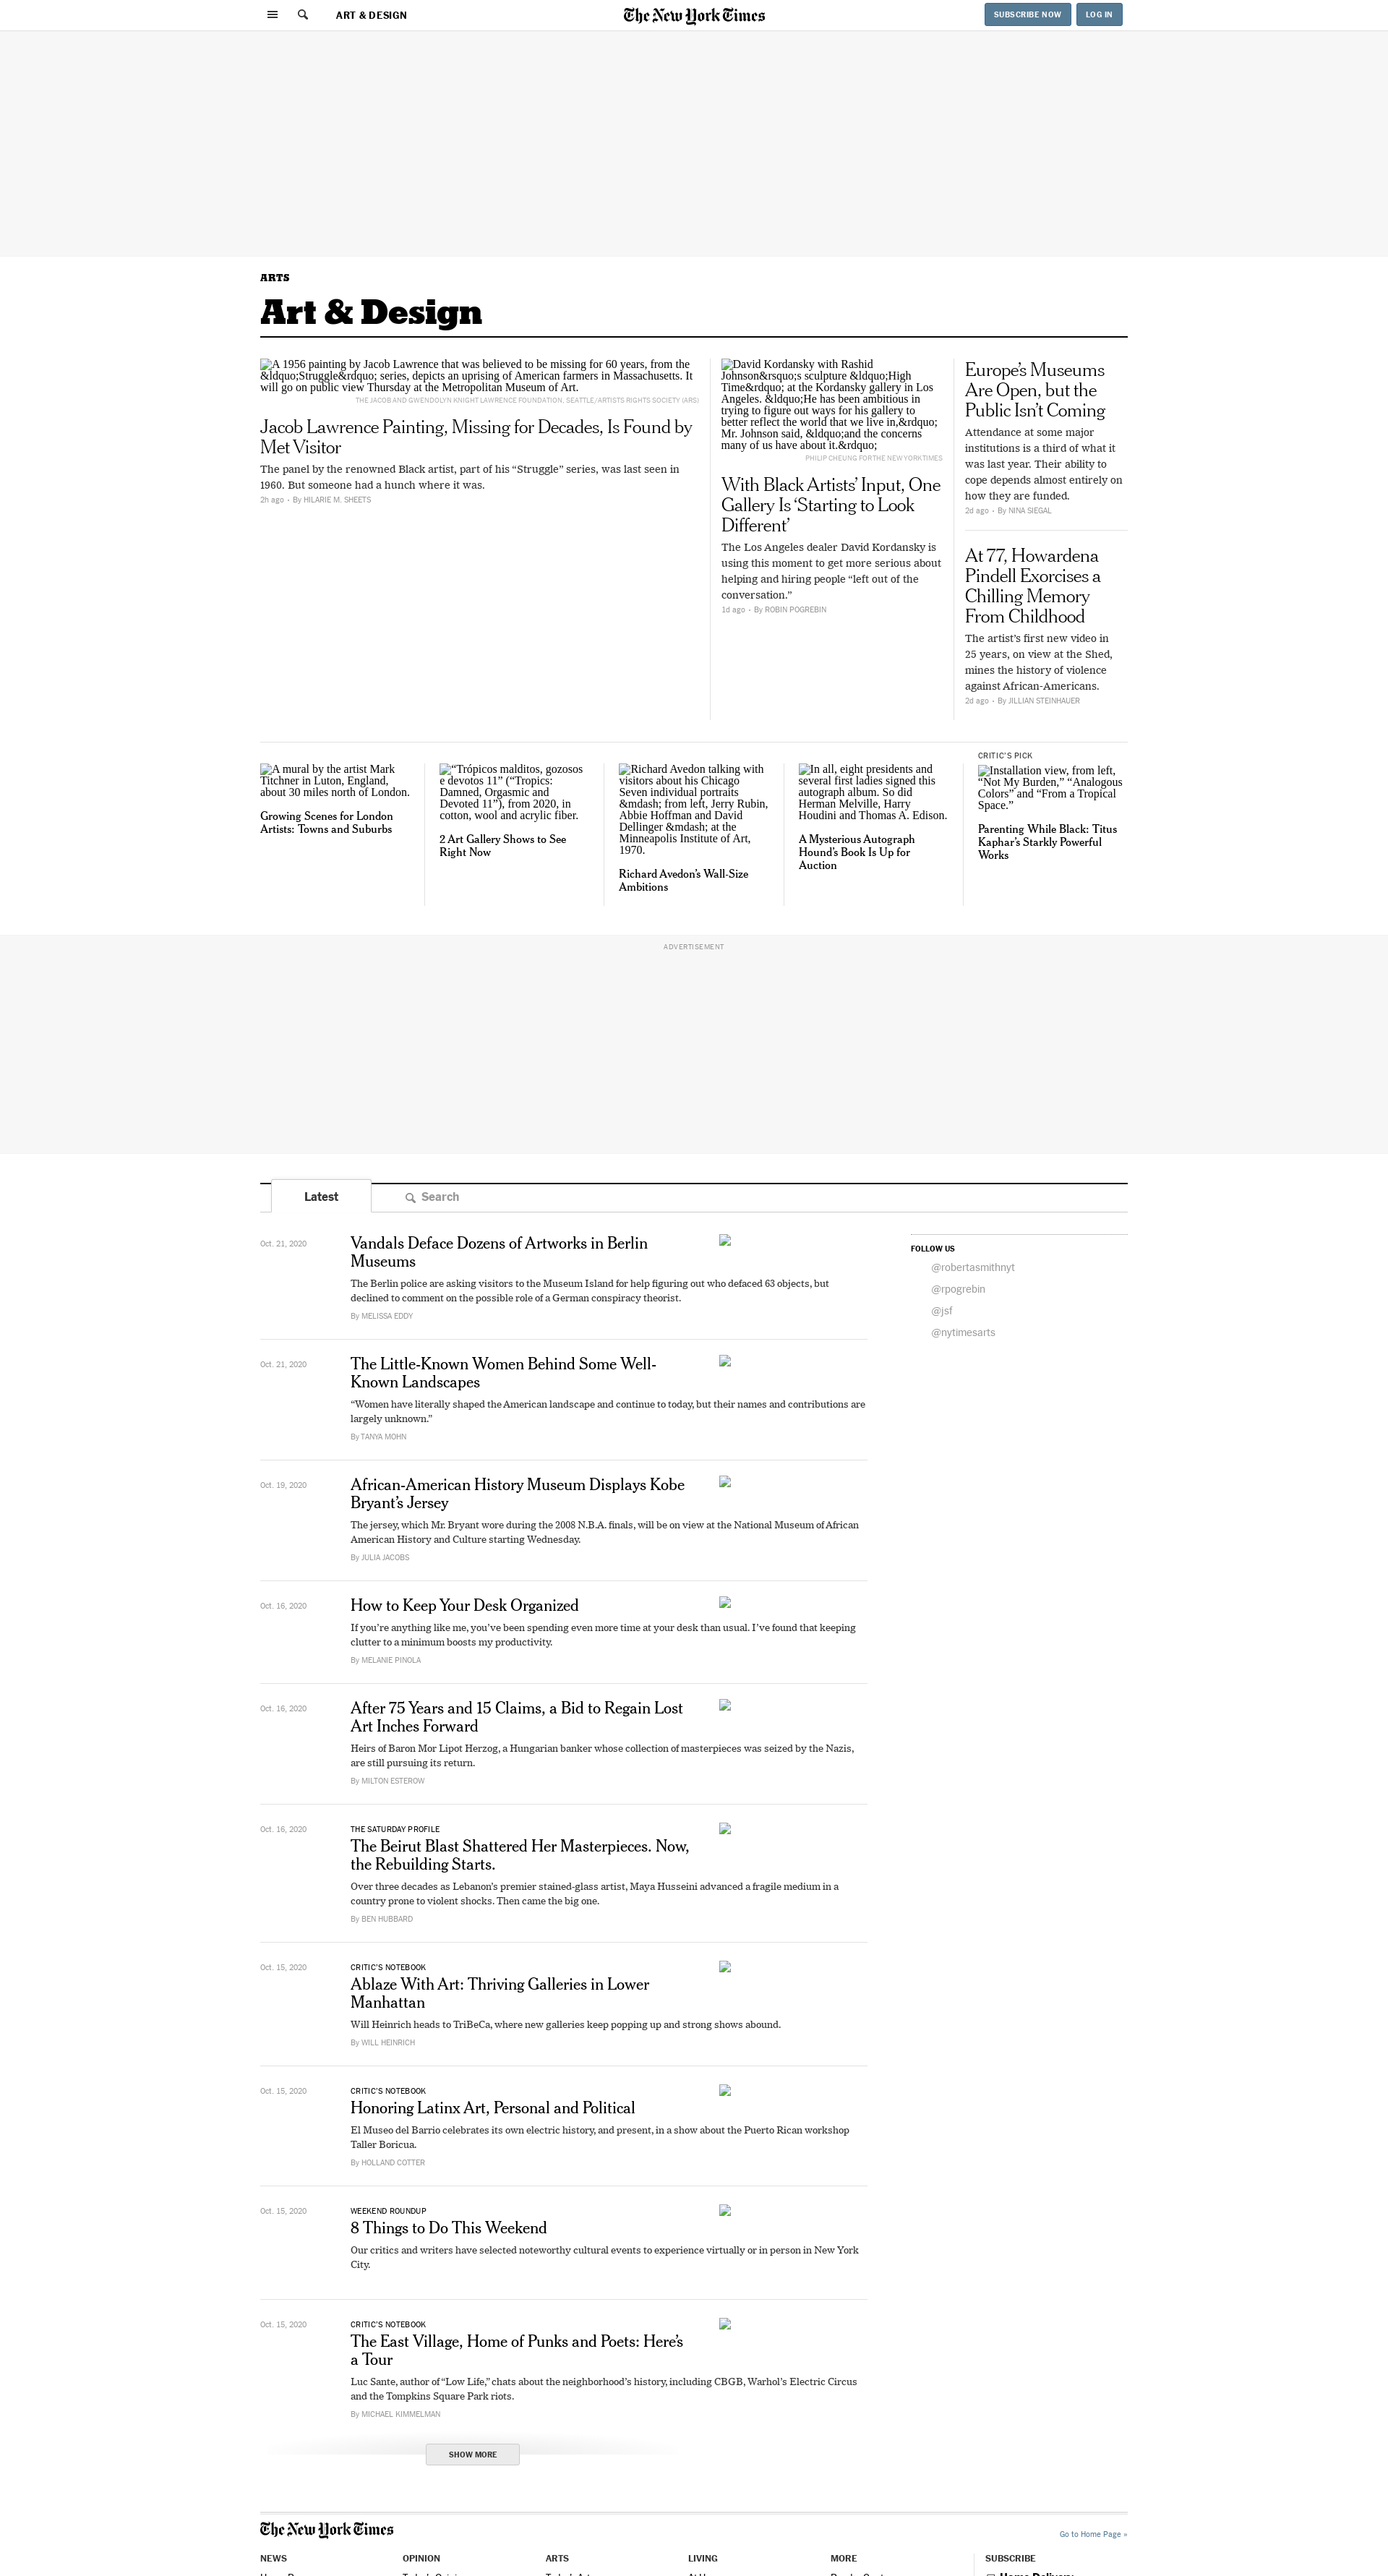 ART & DESIGN
The New York Times
SUBSCRIBE NOW
LOG IN
ARTS
Art & Design
A 1956 painting by Jacob Lawrence that was believed to be missing for 60 years, from the
&ldquo;Struggle&rdquo; series, depicts an uprising of American farmers in Massachusetts. It
will go on public view Thursday at the Metropolitan Museum of Art.
THE JACOB AND GWENDOLYN KNIGHT LAWRENCE FOUNDATION, SEATTLE/ARTISTS RIGHTS SOCIETY (ARS)
Jacob Lawrence Painting, Missing for Decades, Is Found by
Met Visitor
The panel by the renowned Black artist, part of his “Struggle” series, was last seen in
1960. But someone had a hunch where it was.
2h ago • By HILARIE M. SHEETS
David Kordansky with Rashid
Johnson&rsquo;s sculpture &ldquo;High
Time&rdquo; at the Kordansky gallery in Los
Angeles. &ldquo;He has been ambitious in
trying to figure out ways for his gallery to
better reflect the world that we live in,&rdquo;
Mr. Johnson said, &ldquo;and the concerns
many of us have about it.&rdquo;
PHILIP CHEUNG FOR THE NEW YORK TIMES
With Black Artists’ Input, One
Gallery Is ‘Starting to Look
Different’
The Los Angeles dealer David Kordansky is
using this moment to get more serious about
helping and hiring people “left out of the
conversation.”
1d ago • By ROBIN POGREBIN
Europe’s Museums
Are Open, but the
Public Isn’t Coming
Attendance at some major
institutions is a third of what it
was last year. Their ability to
cope depends almost entirely on
how they are funded.
2d ago • By NINA SIEGAL
At 77, Howardena
Pindell Exorcises a
Chilling Memory
From Childhood
The artist’s first new video in
25 years, on view at the Shed,
mines the history of violence
against African-Americans.
2d ago • By JILLIAN STEINHAUER
A mural by the artist Mark
Titchner in Luton, England,
about 30 miles north of London.
Growing Scenes for London
Artists: Towns and Suburbs
“Trópicos malditos, gozosos
e devotos 11” (“Tropics:
Damned, Orgasmic and
Devoted 11”), from 2020, in
cotton, wool and acrylic fiber.
2 Art Gallery Shows to See
Right Now
Richard Avedon talking with
visitors about his Chicago
Seven individual portraits
&mdash; from left, Jerry Rubin,
Abbie Hoffman and David
Dellinger &mdash; at the
Minneapolis Institute of Art,
1970.
Richard Avedon’s Wall-Size
Ambitions
In all, eight presidents and
several first ladies signed this
autograph album. So did
Herman Melville, Harry
Houdini and Thomas A. Edison.
A Mysterious Autograph
Hound’s Book Is Up for
Auction
CRITIC’S PICK
Installation view, from left,
“Not My Burden,” “Analogous
Colors” and “From a Tropical
Space.”
Parenting While Black: Titus
Kaphar’s Starkly Powerful
Works
ADVERTISEMENT
Latest
Search
Oct. 21, 2020
Vandals Deface Dozens of Artworks in Berlin
Museums
The Berlin police are asking visitors to the Museum Island for help figuring out who defaced 63 objects, but
declined to comment on the possible role of a German conspiracy theorist.
By MELISSA EDDY
FOLLOW US
@robertasmithnyt
@rpogrebin
@jsf
@nytimesarts
Oct. 21, 2020
The Little-Known Women Behind Some Well-
Known Landscapes
“Women have literally shaped the American landscape and continue to today, but their names and contributions are
largely unknown.”
By TANYA MOHN
Oct. 19, 2020
African-American History Museum Displays Kobe
Bryant’s Jersey
The jersey, which Mr. Bryant wore during the 2008 N.B.A. finals, will be on view at the National Museum of African
American History and Culture starting Wednesday.
By JULIA JACOBS
Oct. 16, 2020
How to Keep Your Desk Organized
If you’re anything like me, you’ve been spending even more time at your desk than usual. I’ve found that keeping
clutter to a minimum boosts my productivity.
By MELANIE PINOLA
Oct. 16, 2020
After 75 Years and 15 Claims, a Bid to Regain Lost
Art Inches Forward
Heirs of Baron Mor Lipot Herzog, a Hungarian banker whose collection of masterpieces was seized by the Nazis,
are still pursuing its return.
By MILTON ESTEROW
Oct. 16, 2020
THE SATURDAY PROFILE
The Beirut Blast Shattered Her Masterpieces. Now,
the Rebuilding Starts.
Over three decades as Lebanon’s premier stained-glass artist, Maya Husseini advanced a fragile medium in a
country prone to violent shocks. Then came the big one.
By BEN HUBBARD
Oct. 15, 2020
CRITIC’S NOTEBOOK
Ablaze With Art: Thriving Galleries in Lower
Manhattan
Will Heinrich heads to TriBeCa, where new galleries keep popping up and strong shows abound.
By WILL HEINRICH
Oct. 15, 2020
CRITIC’S NOTEBOOK
Honoring Latinx Art, Personal and Political
El Museo del Barrio celebrates its own electric history, and present, in a show about the Puerto Rican workshop
Taller Boricua.
By HOLLAND COTTER
Oct. 15, 2020
WEEKEND ROUNDUP
8 Things to Do This Weekend
Our critics and writers have selected noteworthy cultural events to experience virtually or in person in New York
City.
Oct. 15, 2020
CRITIC’S NOTEBOOK
The East Village, Home of Punks and Poets: Here’s
a Tour
Luc Sante, author of “Low Life,” chats about the neighborhood’s history, including CBGB, Warhol’s Electric Circus
and the Tompkins Square Park riots.
By MICHAEL KIMMELMAN
SHOW MORE
The New York Times
Go to Home Page »
NEWS
OPINION
ARTS
LIVING
MORE
SUBSCRIBE